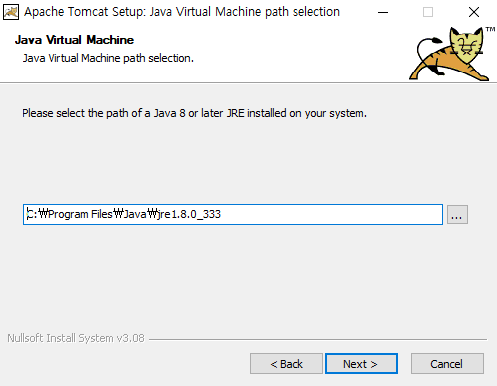 Apache Tomcat Setup: Java Virtual Machine path selection
Java Virtual Machine
Java Virtual Machine path selection.
TM
Please select the path of a Java 8 or later JRE installed on your system.
C:₩Program Files₩Java₩jre1.8.0_333
...
Nullsoft Install System v3.08
< Back
Next >
Cancel